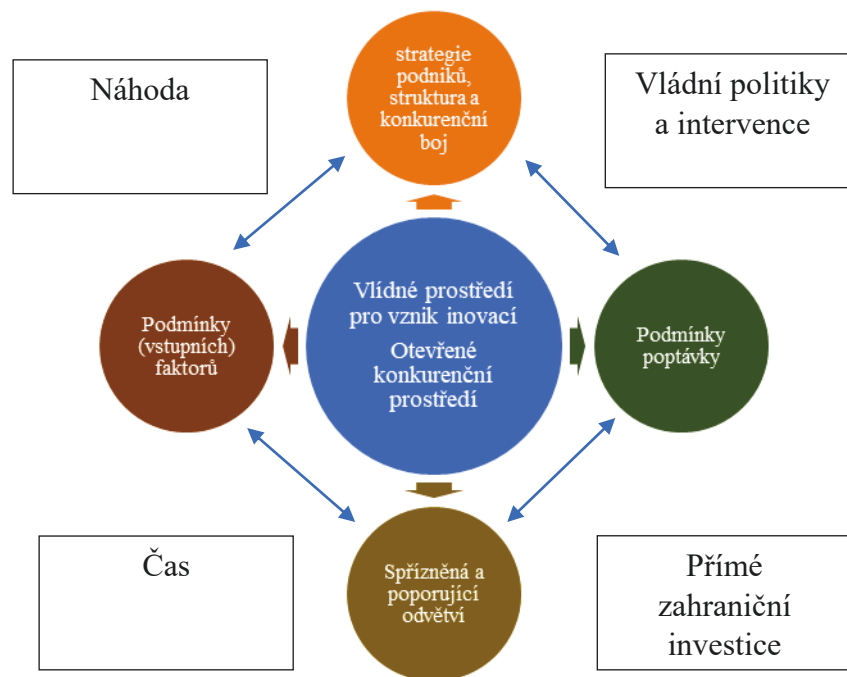 strategie
podniků,
struktura a
konkurenční
boj
Náhoda
Vládní politiky
a intervence
Vlídné prostředí
pro vznik inovací
Otevřené
konkurenční
prostředí
Podmínky
(vstupních)
faktorů
Podmínky
poptávky
Čas
Spřízněná a
poporující
odvětví
Přímé
zahraniční
investice